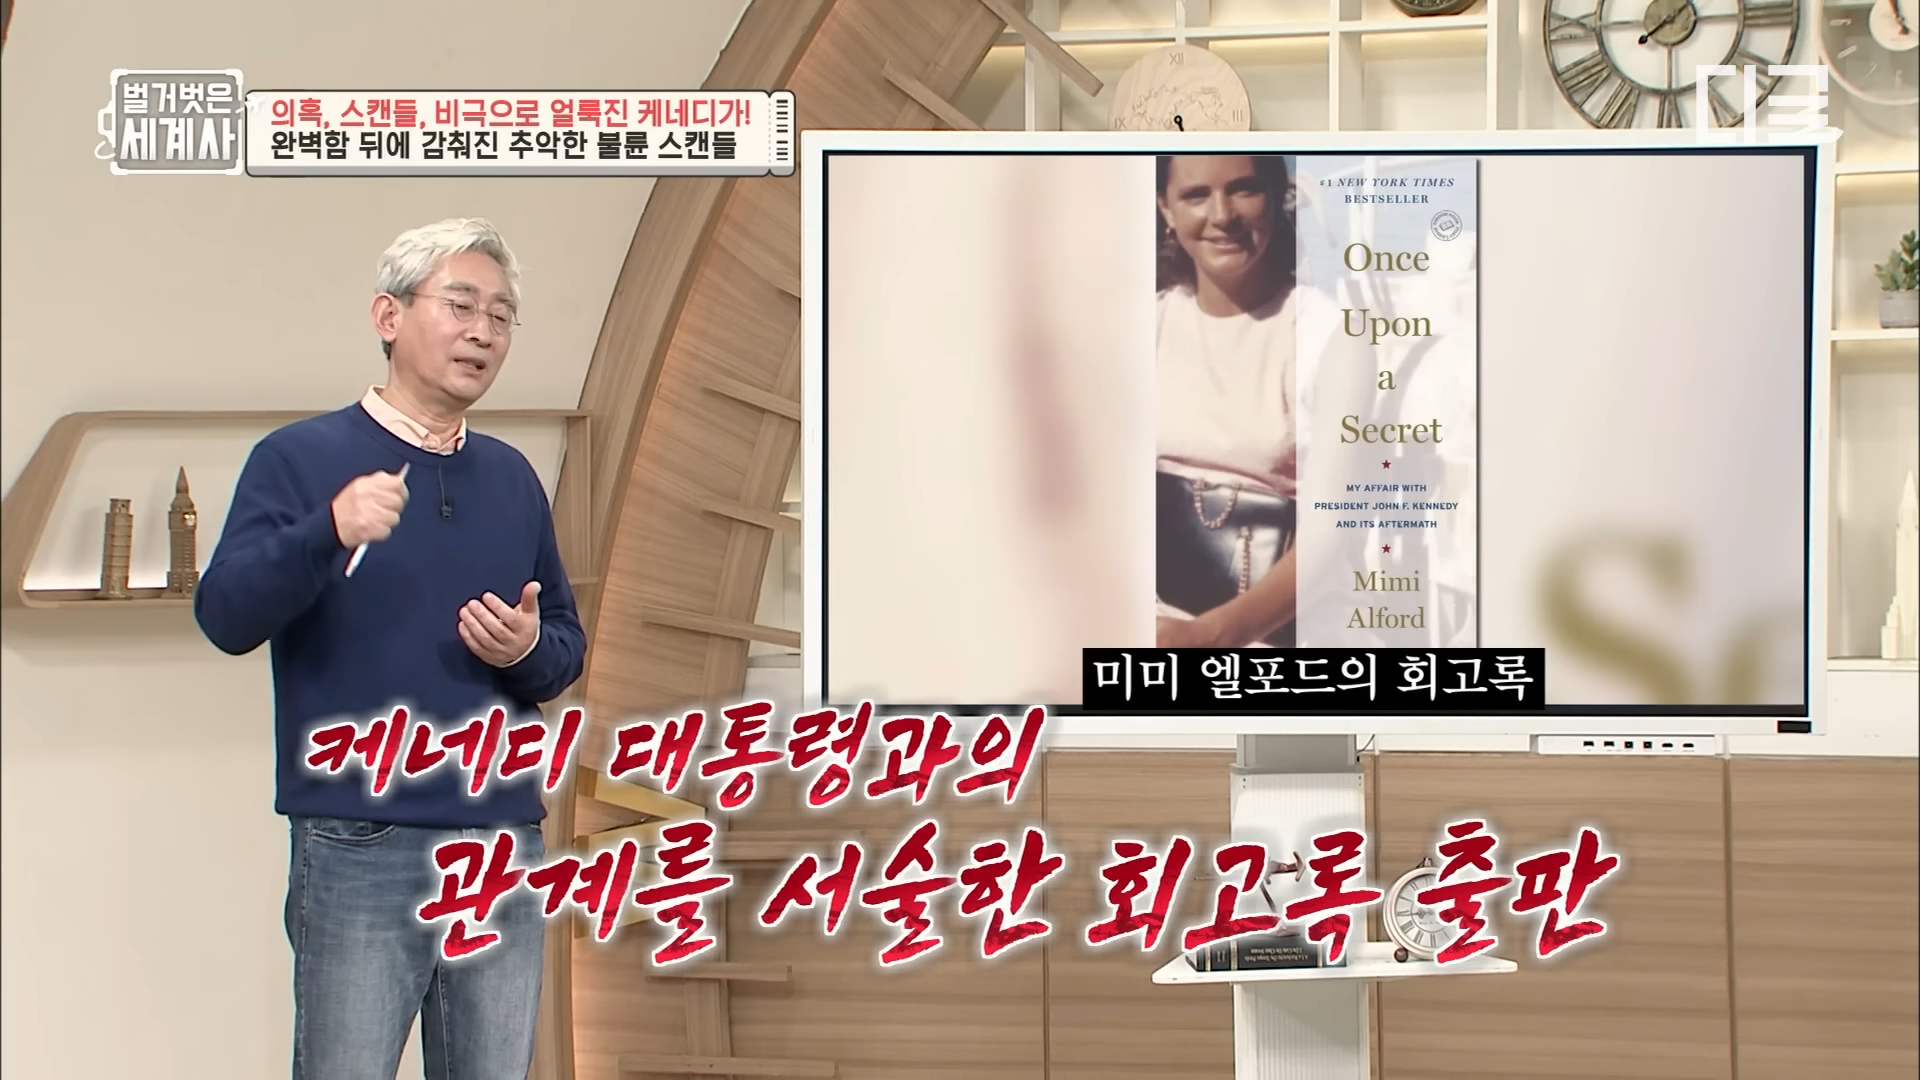 벌거벗은
세계사
의혹, 스캔들, 비극으로 얼룩진 케네디가!
완벽함 뒤에 감춰진 추악한 불륜 스캔들
디글
#1 NEW YORK TIMES
BESTSELLER
Once
Upon
a
Secret
MY AFFAIR WITH
PRESIDENT JOHN F. KENNEDY
AND ITS AFTERMATH
Mimi
Alford
미미 엘포드의 회고록
케네디 대통령과의
관계를 서술한 회고록 출판